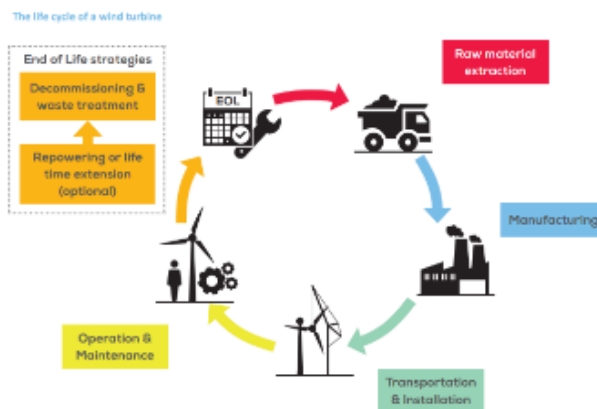 The life cycle of a wind turbine
End of Life strategies
Decommissioning &
waste treatment
Repowering or life
time extension
(optional)
EOL
Raw material
extraction
Manufacturing
Transportation
& Installation
Operation &
Maintenance